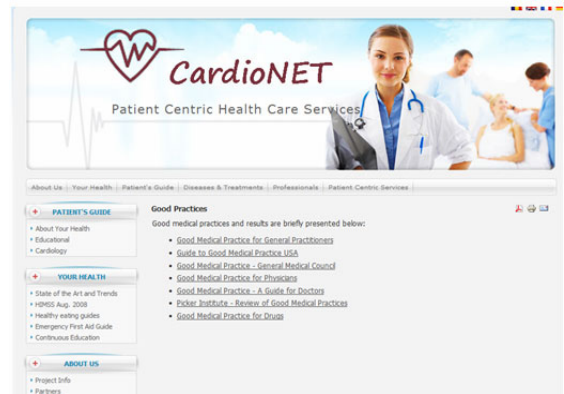 CardioNET
Patient Centric Health Care Services
About Us | Your Health | Patient's Guide | Diseases & Treatments | Professionals | Patient Centric Services
PATIENT'S GUIDE
About Your Health
Educational
Cardiology
YOUR HEALTH
State of the Art and Trends
HIMSS Aug. 2008
Healthy eating guides
Emergency First Aid Guide
Continuous Education
ABOUT US
Project Info
Partners
Good Practices
Good medical practices and results are briefly presented below:
Good Medical Practice for General Practitioners
Guide to Good Medical Practice USA
Good Medical Practice - General Medical Council
Good Medical Practice for Physicians
Good Medical Practice - A Guide for Doctors
Picker Institute - Review of Good Medical Practices
Good Medical Practice for Drugs